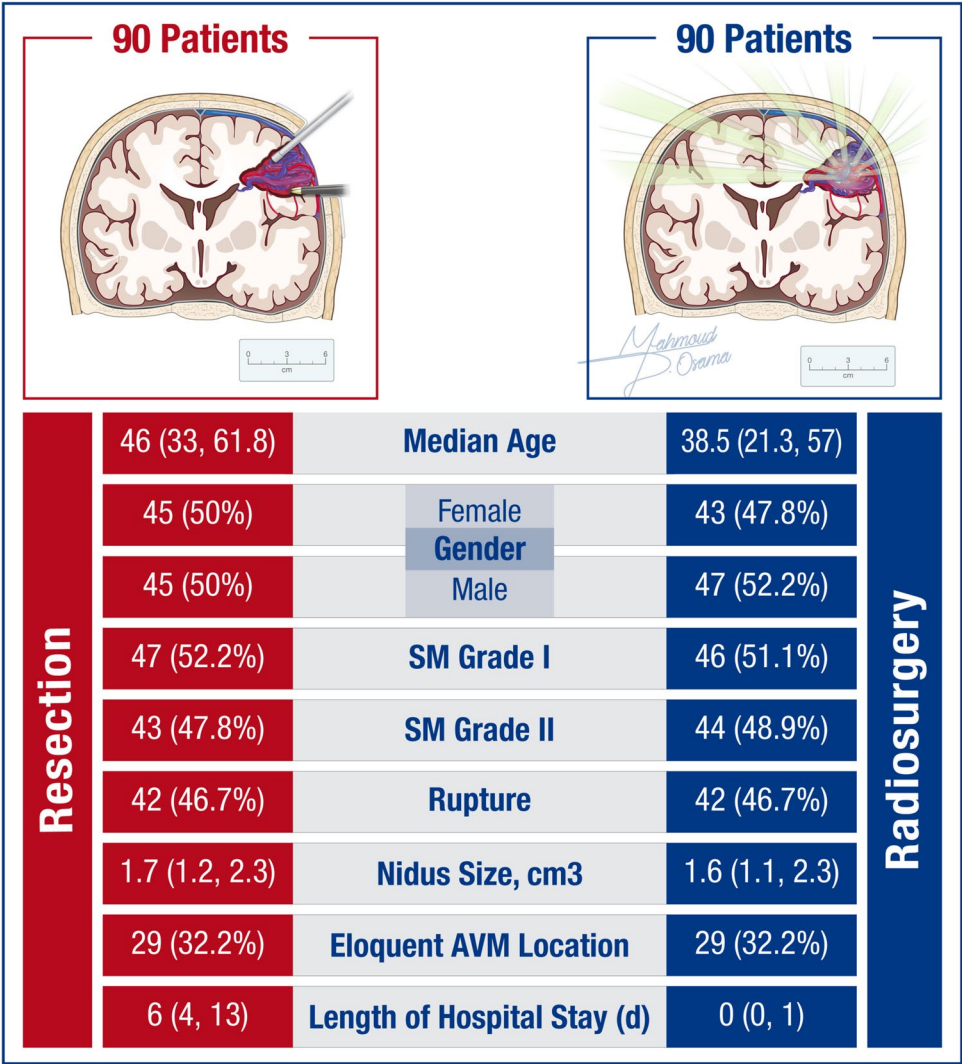 90 Patients
90 Patients
0 3 6
cm
Mahmoud
Osama
0 3 6
cm
Resection
Radiosurgery
46 (33, 61.8) Median Age 38.5 (21.3, 57)
45 (50%) Female 43 (47.8%)
Gender
45 (50%) Male 47 (52.2%)
47 (52.2%) SM Grade I 46 (51.1%)
43 (47.8%) SM Grade II 44 (48.9%)
42 (46.7%) Rupture 42 (46.7%)
1.7 (1.2, 2.3) Nidus Size, cm3 1.6 (1.1, 2.3)
29 (32.2%) Eloquent AVM Location 29 (32.2%)
6 (4, 13) Length of Hospital Stay (d) 0 (0, 1)